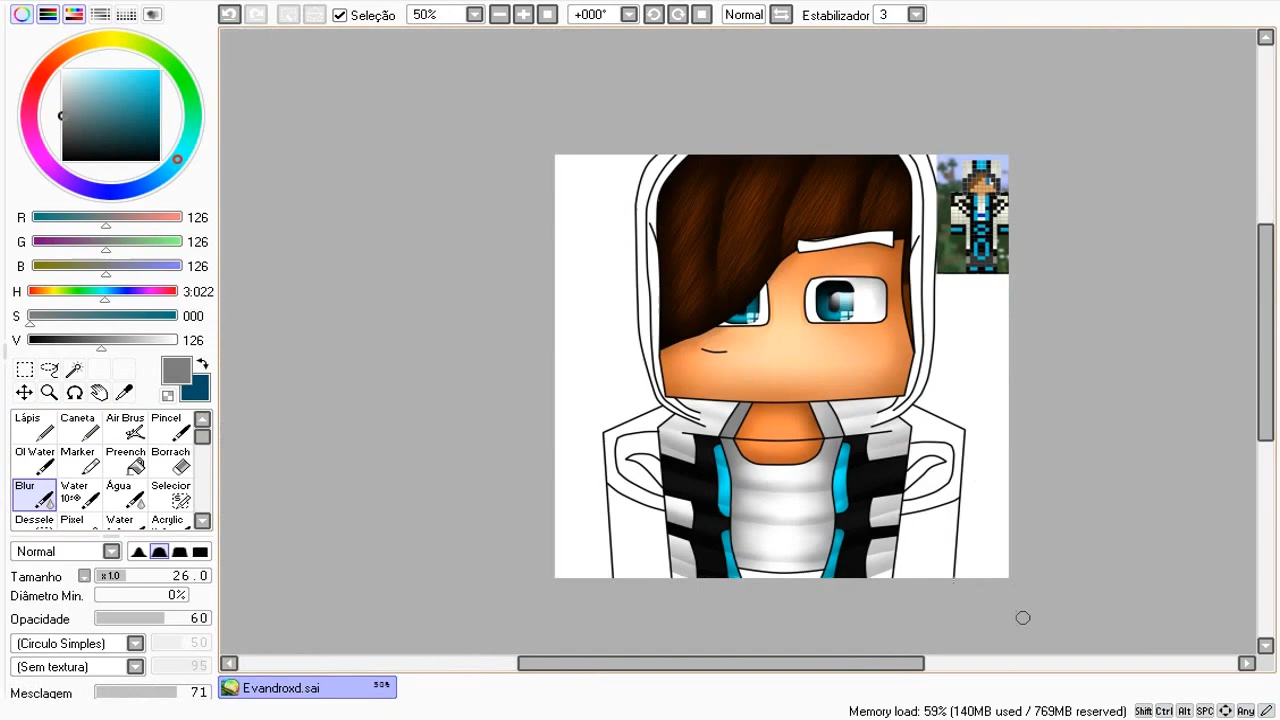 Seleção 50% +000° Normal Estabilizador 3
R 126
G 126
B 126
H 3:022
S 000
V 126
Lápis Caneta Air Brus Pincel
Ol Water Marker Preench Borrach
Blur Water Água Selecior
10:
Dessele Pixel Water Acrylic
Normal
Tamanho x1.0 26.0
Diâmetro Min. 0%
Opacidade 60
(Circulo Simples) 50
(Sem textura) 95
Mesclagem 71
Evandroxd.sai 50%
Memory load: 59% (140MB used / 769MB reserved) Shift Ctrl Alt SPC Any